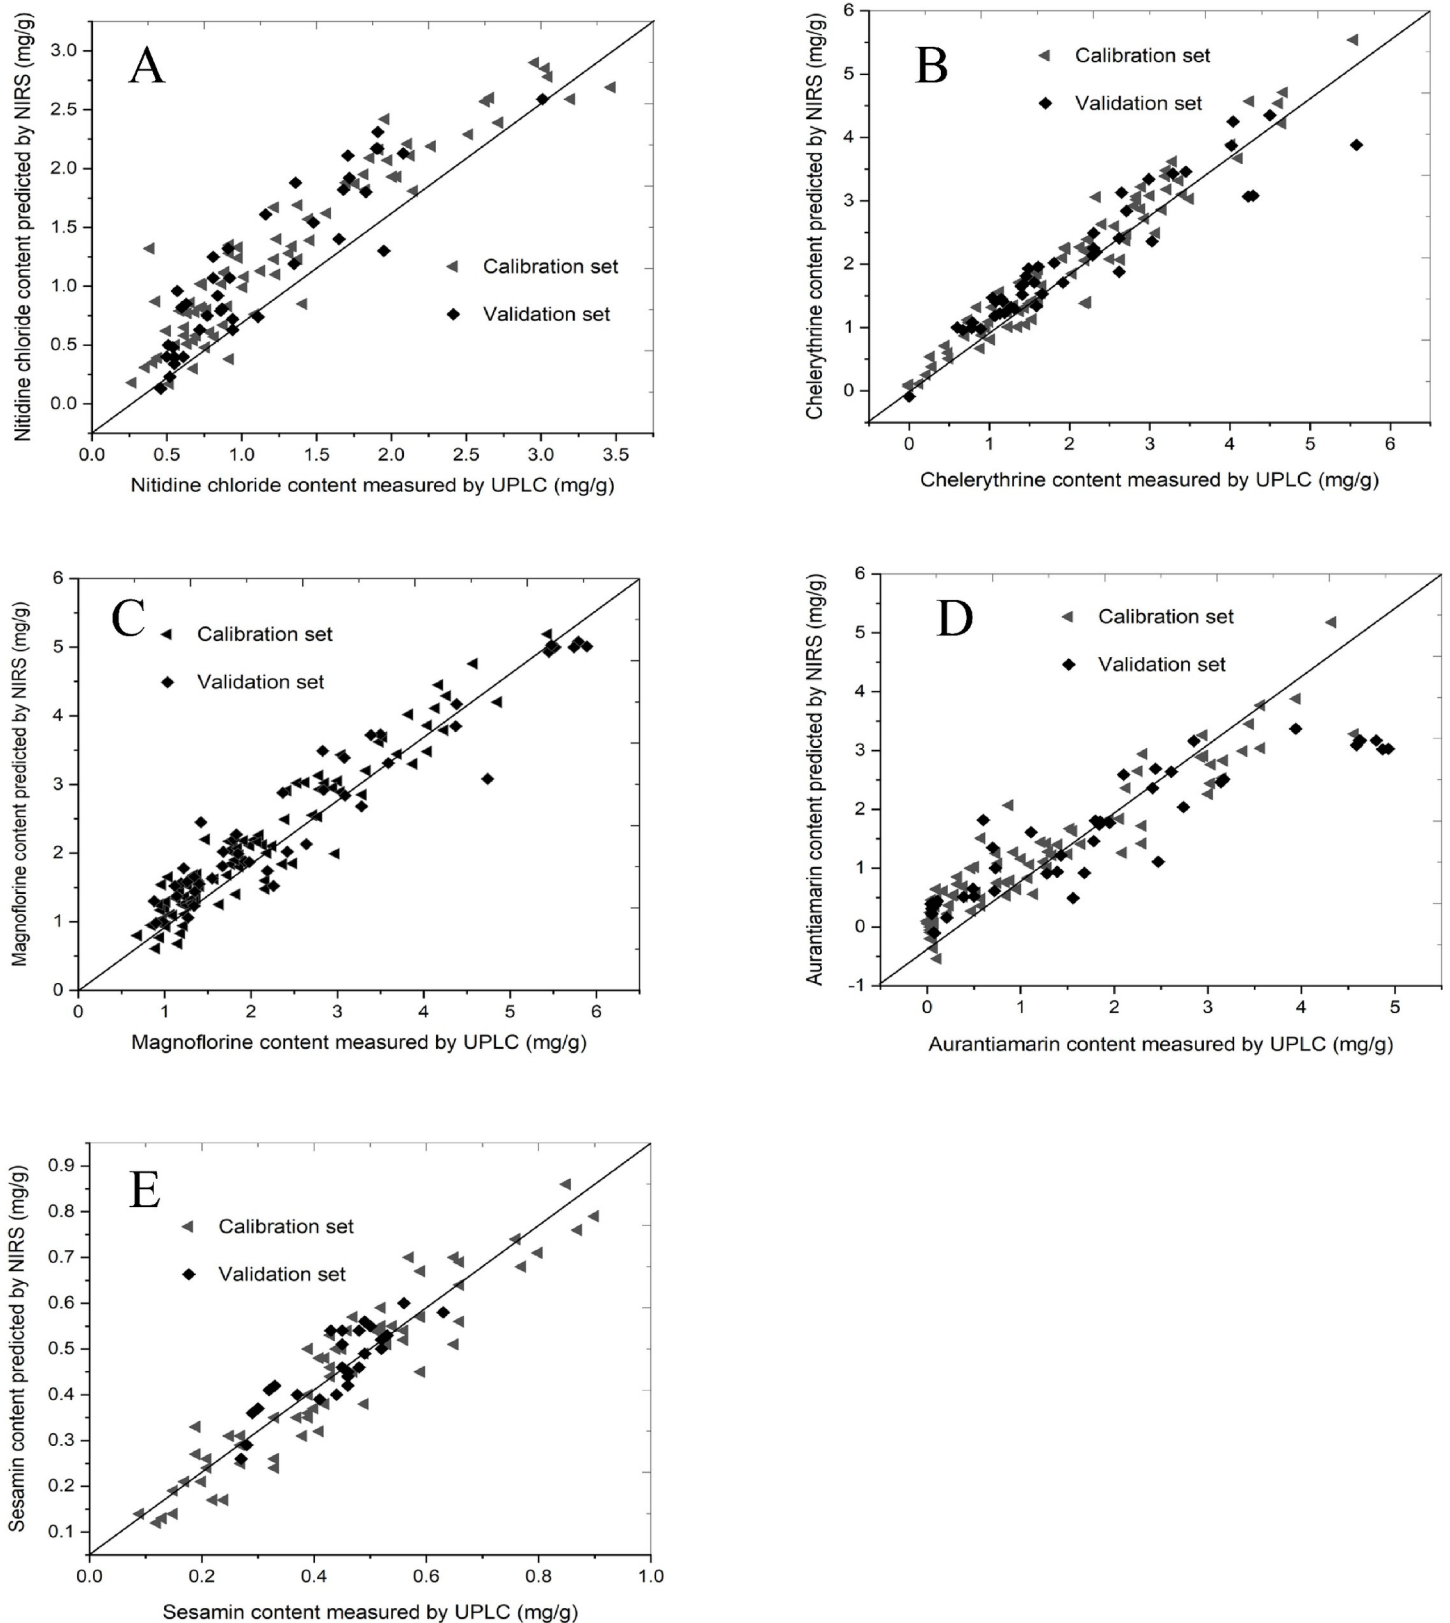 A
Nitidine chloride content predicted by NIRS (mg/g)
3.0
2.5
2.0
1.5
1.0
0.5
0.0
Calibration set
Validation set
0.0 0.5 1.0 1.5 2.0 2.5 3.0 3.5
Nitidine chloride content measured by UPLC (mg/g)
B
Chelerythrine content predicted by NIRS (mg/g)
6
5
4
3
2
1
0
Calibration set
Validation set
0 1 2 3 4 5 6
Chelerythrine content measured by UPLC (mg/g)
C
Magnoflorine content predicted by NIRS (mg/g)
6
5
4
3
2
1
0
Calibration set
Validation set
0 1 2 3 4 5 6
Magnoflorine content measured by UPLC (mg/g)
D
Aurantiamarin content predicted by NIRS (mg/g)
6
5
4
3
2
1
0
-1
Calibration set
Validation set
0 1 2 3 4 5
Aurantiamarin content measured by UPLC (mg/g)
E
Sesamin content predicted by NIRS (mg/g)
0.9
0.8
0.7
0.6
0.5
0.4
0.3
0.2
0.1
Calibration set
Validation set
0.0 0.2 0.4 0.6 0.8 1.0
Sesamin content measured by UPLC (mg/g)